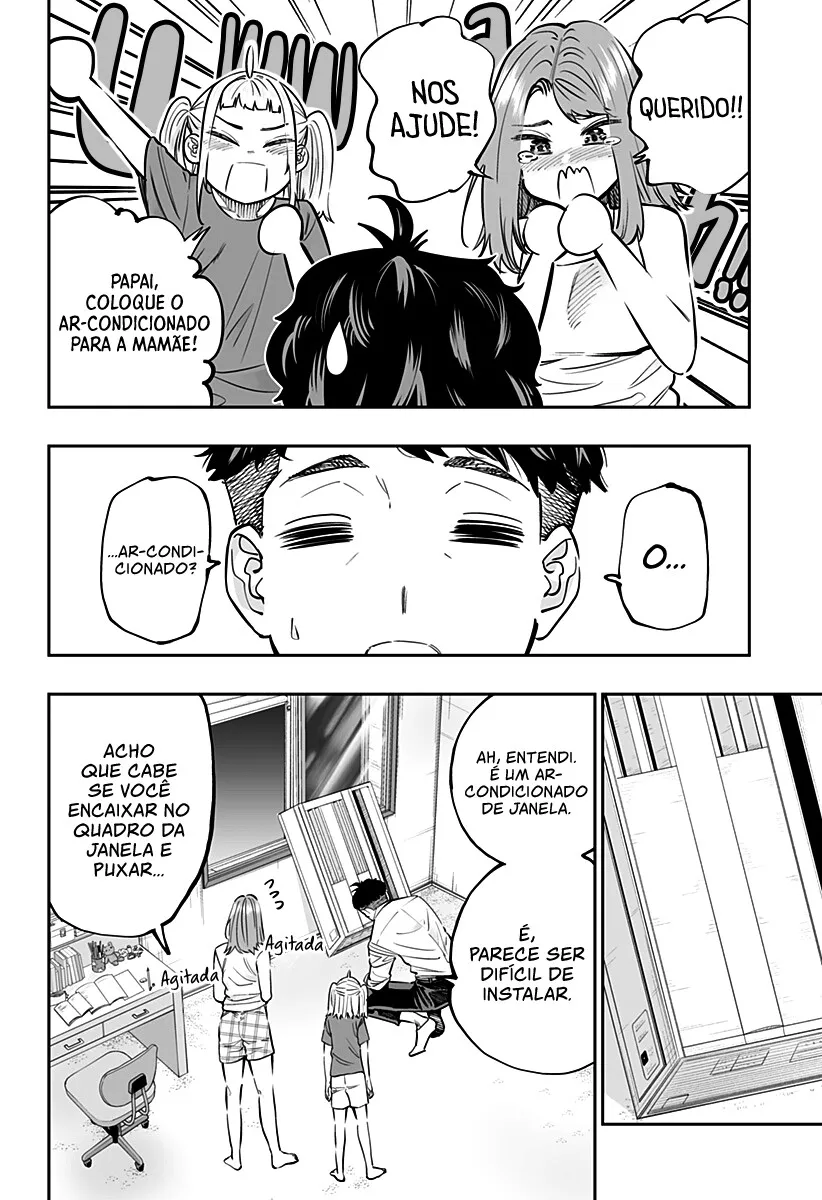 QUERIDO!!
NOS
AJUDE!
PAPAI,
COLOQUE O
AR-CONDICIONADO
PARA A MAMÃE!
O...
...AR-CONDI-
CIONADO?
AH, ENTENDI.
É UM AR-
CONDICIONADO
DE JANELA.
É,
PARECE SER
DIFÍCIL DE
INSTALAR.
ACHO
QUE CABE
SE VOCÊ
ENCAIXAR NO
QUADRO DA
JANELA E
PUXAR...
Agitada
Agitada